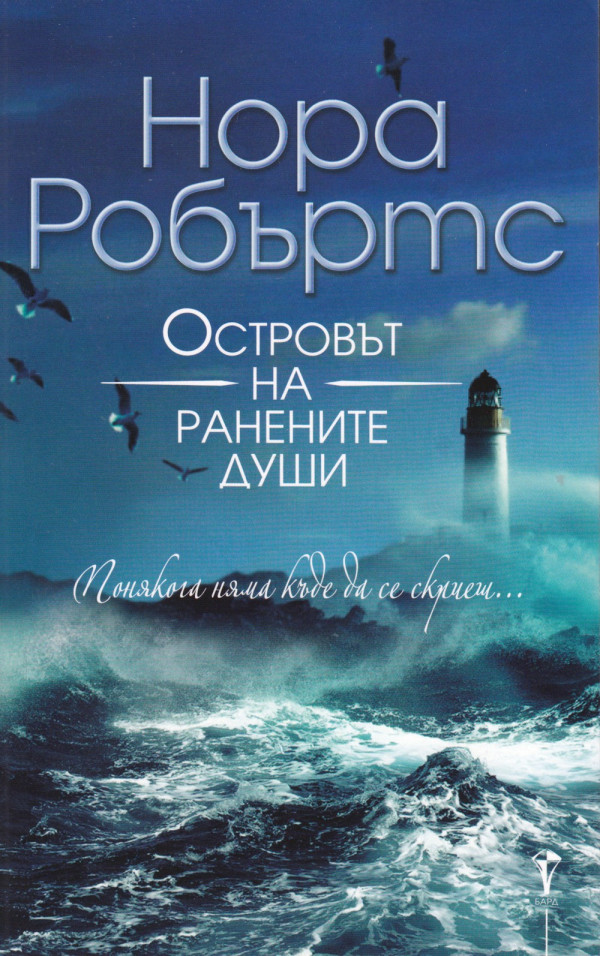 Нора
Робъртс
Островът
на
ранените
души
Понякога няма къде да се скриеш...
БАРД